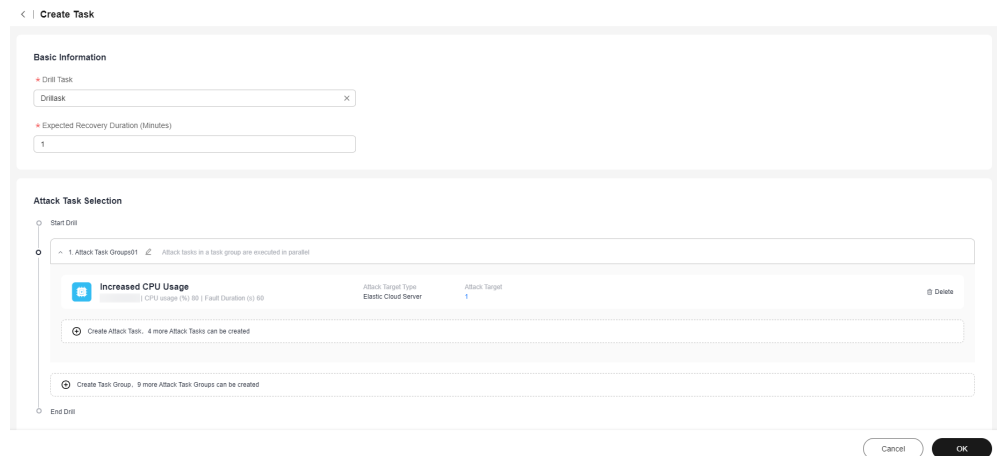 < | Create Task
Basic Information
* Drill Task
Drillask
* Expected Recovery Duration (Minutes)
1
Attack Task Selection
Start Drill
1. Attack Task Groups01 Attack tasks in a task group are executed in parallel
Increased CPU Usage
| CPU usage (%) 80 | Fault Duration (s) 60
Attack Target Type
Elastic Cloud Server
Attack Target
1
Delete
Create Attack Task, 4 more Attack Tasks can be created
Create Task Group, 9 more Attack Task Groups can be created
End Drill
Cancel
OK